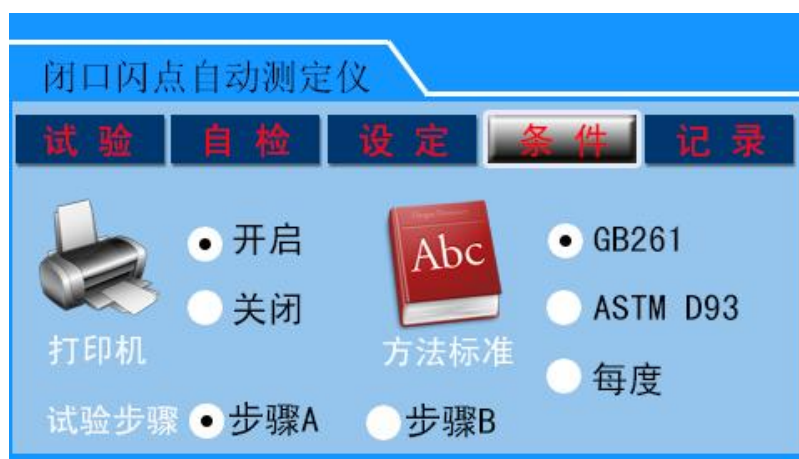 闭口闪点自动测定仪
试 验 自 检 设 定 条 件 记 录
开启
关闭
打印机
Abc
方法标准
GB261
ASTM D93
每度
试验步骤 步骤A 步骤B